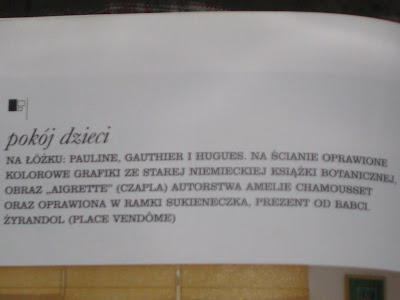 pokój dzieci
NA ŁÓŻKU: PAULINE, GAUTHIER I HUGUES. NA ŚCIANIE OPRAWIONE
KOLOROWE GRAFIKI ZE STAREJ NIEMIECKIEJ KSIĄŻKI BOTANICZNEJ,
OBRAZ „AIGRETTE” (CZAPLA) AUTORSTWA AMELIE CHAMOUSSET
ORAZ OPRAWIONA W RAMKI SUKIENECZKA, PREZENT OD BABCI.
ŻYRANDOL (PLACE VENDÔME)